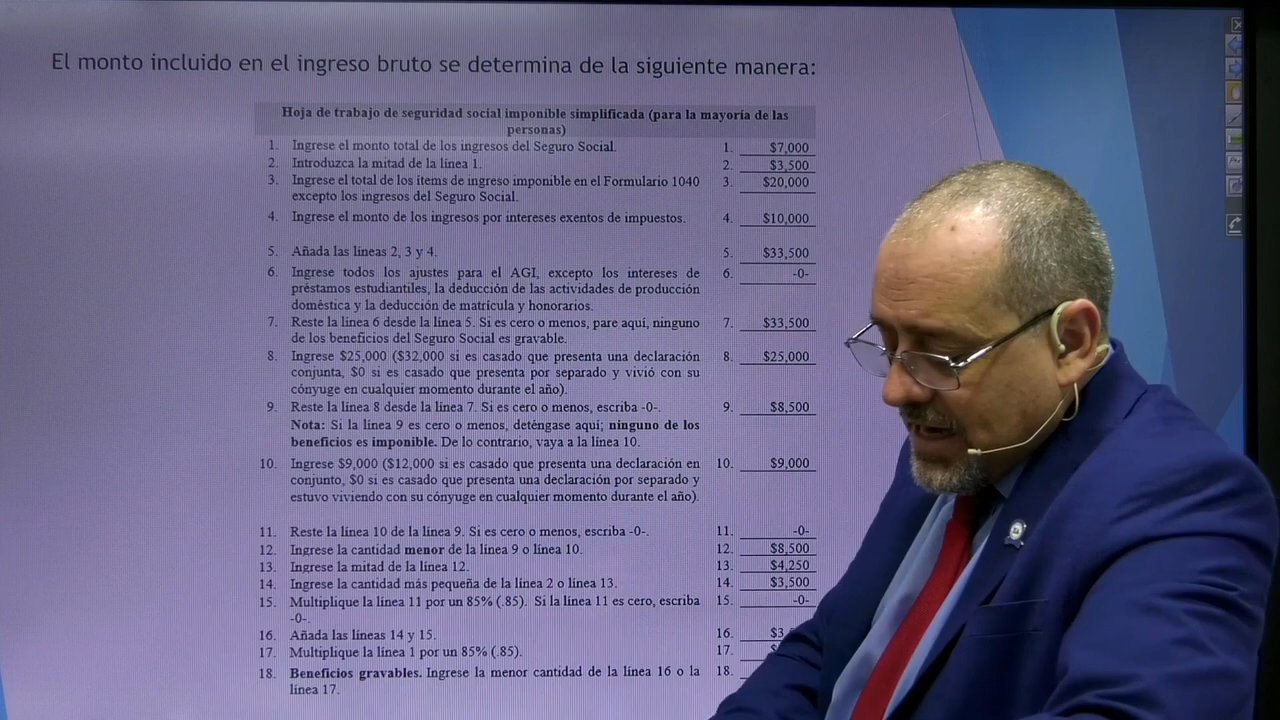 El monto incluido en el ingreso bruto se determina de la siguiente manera:
Hoja de trabajo de seguridad social imponible simplificada (para la mayoría de las
personas)
1. Ingrese el monto total de los ingresos del Seguro Social. 1. $7,000
2. Introduzca la mitad de la línea 1. 2. $3,500
3. Ingrese el total de los ítems de ingreso imponible en el Formulario 1040 3. $20,000
excepto los ingresos del Seguro Social.
4. Ingrese el monto de los ingresos por intereses exentos de impuestos. 4. $10,000
5. Añada las líneas 2, 3 y 4. 5. $33,500
6. Ingrese todos los ajustes para el AGI, excepto los intereses de 6. -0-
préstamos estudiantiles, la deducción de las actividades de producción
doméstica y la deducción de matrícula y honorarios.
7. Reste la línea 6 desde la línea 5. Si es cero o menos, pare aquí, ninguno 7. $33,500
de los beneficios del Seguro Social es gravable.
8. Ingrese $25,000 ($32,000 si es casado que presenta una declaración 8. $25,000
conjunta, $0 si es casado que presenta por separado y vivió con su
cónyuge en cualquier momento durante el año).
9. Reste la línea 8 desde la línea 7. Si es cero o menos, escriba -0-. 9. $8,500
Nota: Si la línea 9 es cero o menos, deténgase aquí; ninguno de los
beneficios es imponible. De lo contrario, vaya a la línea 10.
10. Ingrese $9,000 ($12,000 si es casado que presenta una declaración en 10. $9,000
conjunto, $0 si es casado que presenta una declaración por separado y
estuvo viviendo con su cónyuge en cualquier momento durante el año).
11. Reste la línea 10 de la línea 9. Si es cero o menos, escriba -0-. 11. -0-
12. Ingrese la cantidad menor de la línea 9 o línea 10. 12. $8,500
13. Ingrese la mitad de la línea 12. 13. $4,250
14. Ingrese la cantidad más pequeña de la línea 2 o línea 13. 14. $3,500
15. Multiplique la línea 11 por un 85% (.85). Si la línea 11 es cero, escriba 15. -0-
-0-.
16. Añada las líneas 14 y 15. 16.
17. Multiplique la línea 1 por un 85% (.85). 17.
18. Beneficios gravables. Ingrese la menor cantidad de la línea 16 o la 18.
línea 17.